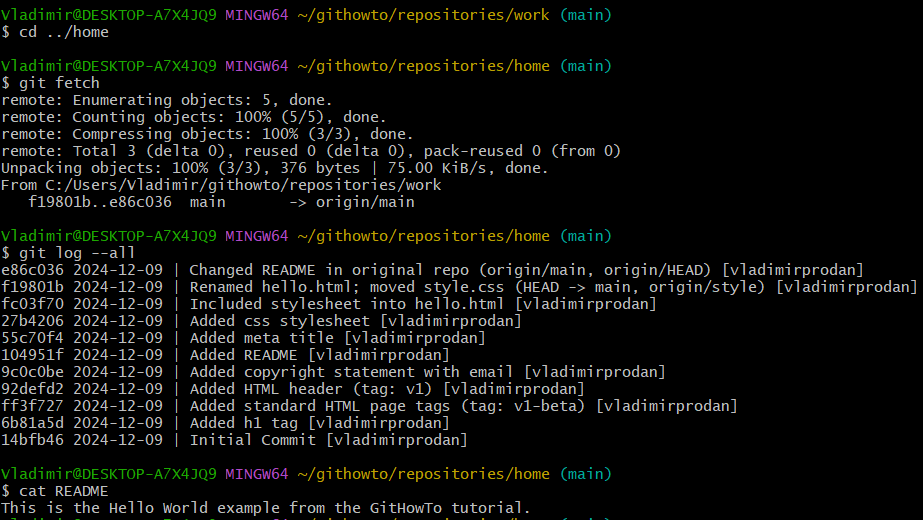 Vladimir@DESKTOP-A7X4JQ9 MINGW64 ~/githowto/repositories/work (main)
$ cd ../home
Vladimir@DESKTOP-A7X4JQ9 MINGW64 ~/githowto/repositories/home (main)
$ git fetch
remote: Enumerating objects: 5, done.
remote: Counting objects: 100% (5/5), done.
remote: Compressing objects: 100% (3/3), done.
remote: Total 3 (delta 0), reused 0 (delta 0), pack-reused 0 (from 0)
Unpacking objects: 100% (3/3), 376 bytes | 75.00 KiB/s, done.
From C:/Users/Vladimir/githowto/repositories/work
   f19801b..e86c036  main       -> origin/main
Vladimir@DESKTOP-A7X4JQ9 MINGW64 ~/githowto/repositories/home (main)
$ git log --all
e86c036 2024-12-09 | Changed README in original repo (origin/main, origin/HEAD) [vladimirprodan]
f19801b 2024-12-09 | Renamed hello.html; moved style.css (HEAD -> main, origin/style) [vladimirprodan]
fc03f70 2024-12-09 | Included stylesheet into hello.html [vladimirprodan]
27b4206 2024-12-09 | Added css stylesheet [vladimirprodan]
55c70f4 2024-12-09 | Added meta title [vladimirprodan]
104951f 2024-12-09 | Added README [vladimirprodan]
9c0c0be 2024-12-09 | Added copyright statement with email [vladimirprodan]
92defd2 2024-12-09 | Added HTML header (tag: v1) [vladimirprodan]
ff3f727 2024-12-09 | Added standard HTML page tags (tag: v1-beta) [vladimirprodan]
6b81a5d 2024-12-09 | Added h1 tag [vladimirprodan]
14bfb46 2024-12-09 | Initial Commit [vladimirprodan]
Vladimir@DESKTOP-A7X4JQ9 MINGW64 ~/githowto/repositories/home (main)
$ cat README
This is the Hello World example from the GitHowTo tutorial.